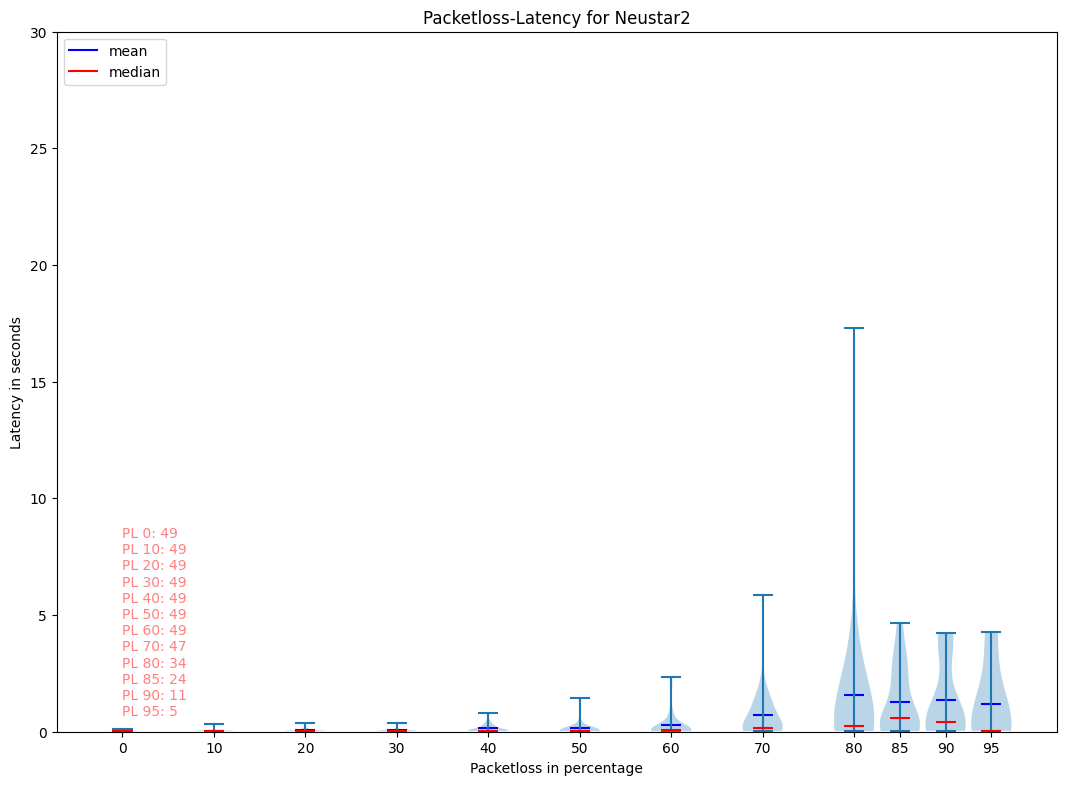 Packetloss-Latency for Neustar2
mean
median
30
25
20
15
10
5
0
Latency in seconds
PL 0: 49
PL 10: 49
PL 20: 49
PL 30: 49
PL 40: 49
PL 50: 49
PL 60: 49
PL 70: 47
PL 80: 34
PL 85: 24
PL 90: 11
PL 95: 5
0 10 20 30 40 50 60 70 80 85 90 95
Packetloss in percentage